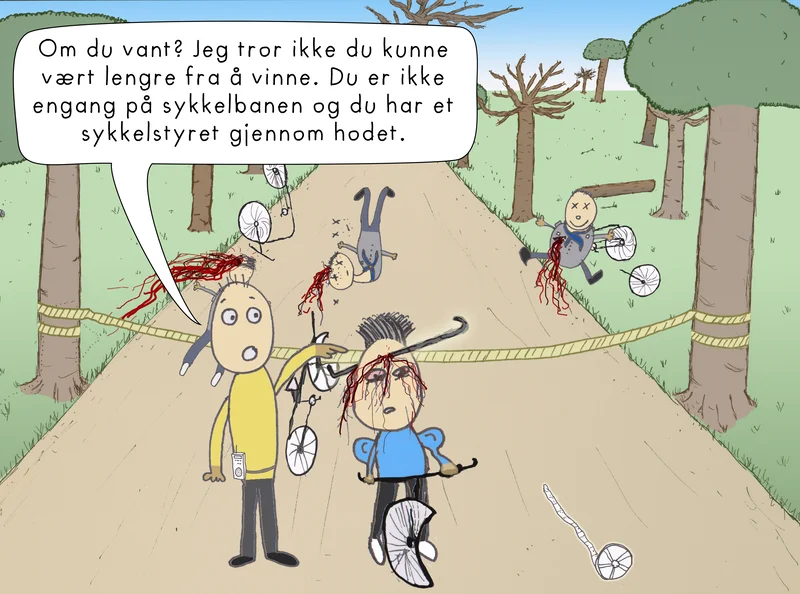 Om du vant? Jeg tror ikke du kunne
vært lengre fra å vinne. Du er ikke
engang på sykkelbanen og du har et
sykkelstyret gjennom hodet.